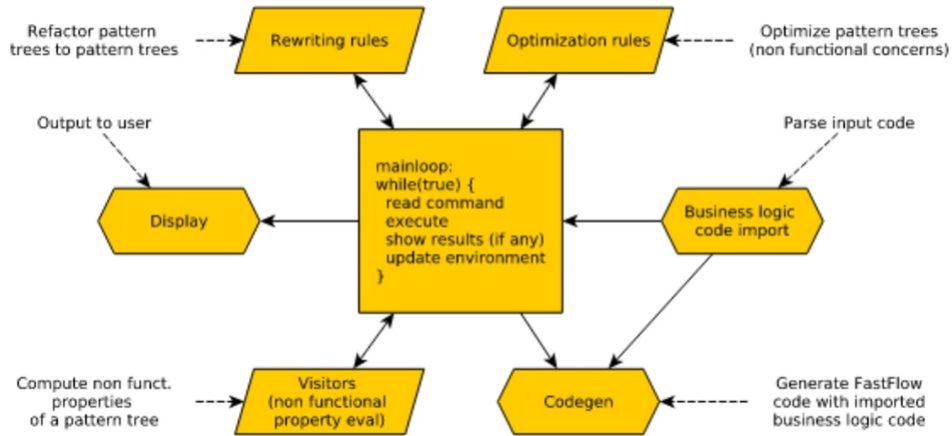 Refactor pattern
trees to pattern trees
Rewriting rules
Optimization rules
Optimize pattern trees
(non functional concerns)
Output to user
Parse input code
mainloop:
while(true) {
read command
execute
show results (if any)
update environment
}
Display
Business logic
code import
Compute non funct.
properties
of a pattern tree
Visitors
(non functional
property eval)
Codegen
Generate FastFlow
code with imported
business logic code